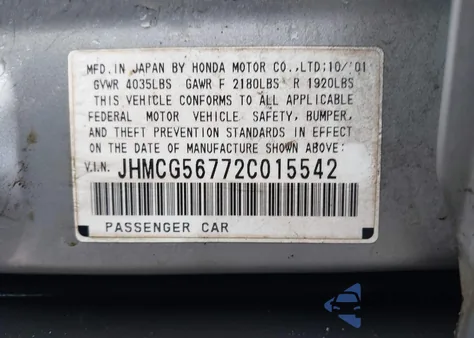 MFD.IN JAPAN BY HONDA MOTOR CO.,LTD;10/'01
GVWR 4035LBS GAWR F 2180LBS R 1920LBS
THIS VEHICLE CONFORMS TO ALL APPLICABLE
FEDERAL MOTOR VEHICLE SAFETY, BUMPER,
AND THEFT PREVENTION STANDARDS IN EFFECT
ON THE DATE OF MANUFACTURE SHOWN ABOVE:
V.I.N. JHMCG56772C015542
PASSENGER CAR